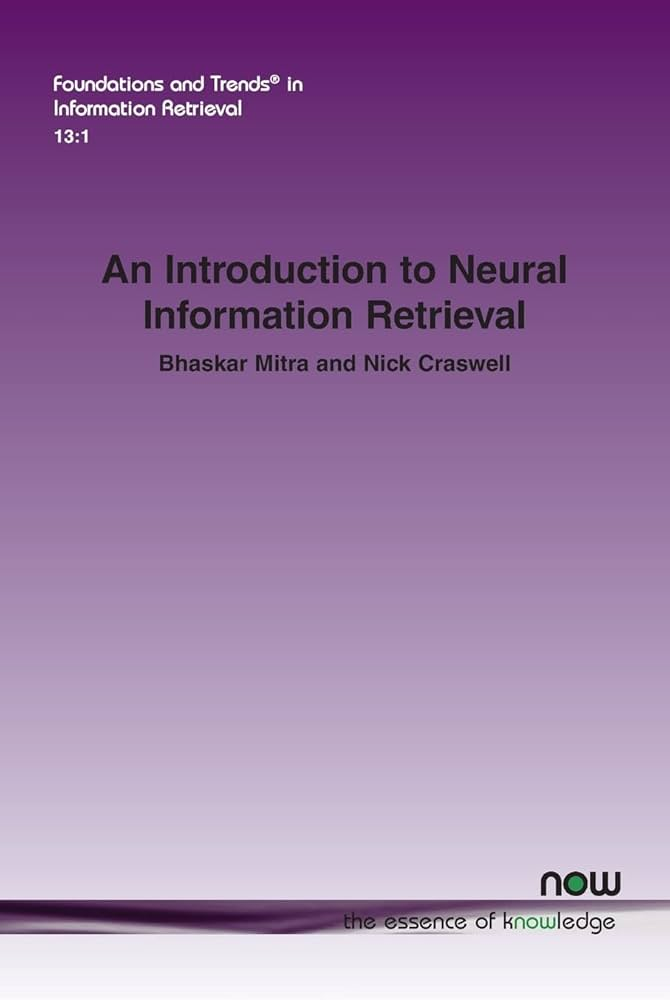 Foundations and Trends® in
Information Retrieval
13:1
An Introduction to Neural
Information Retrieval
Bhaskar Mitra and Nick Craswell
now
the essence of knowledge